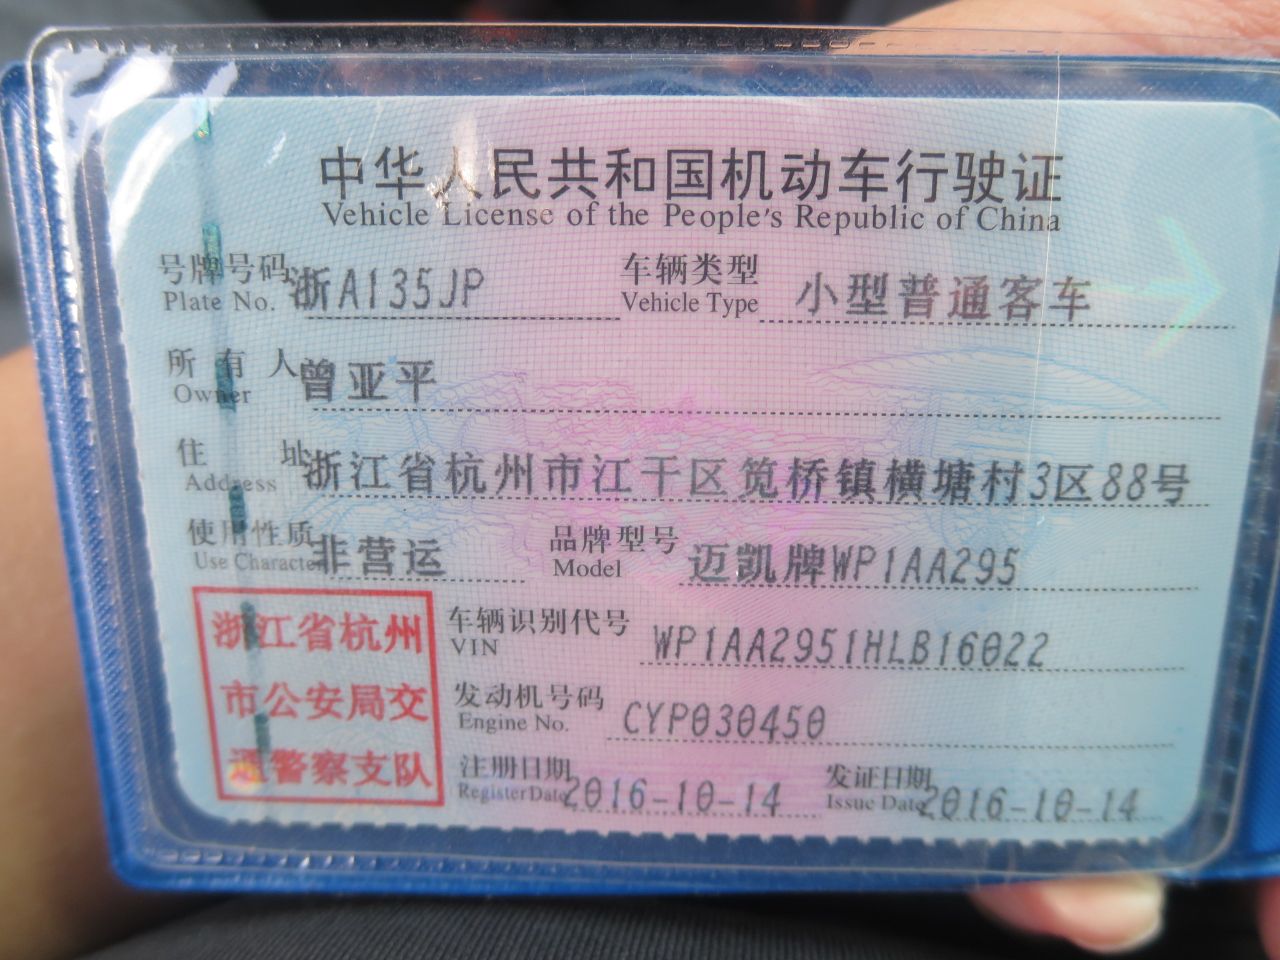 中华人民共和国机动车行驶证
Vehicle License of the People's Republic of China
号牌号码 浙A135JP 车辆类型 小型普通客车
Plate No. Vehicle Type
所有人 曾亚平
Owner
住址 浙江省杭州市江干区笕桥镇横塘村3区88号
Address
使用性质 非营运 品牌型号 迈凯牌WP1AA295
Use Character Model
浙江省杭州
市公安局交
通警察支队
车辆识别代号 WP1AA2951HLB16022
VIN
发动机号码 CYP030450
Engine No.
注册日期 2016-10-14 发证日期 2016-10-14
Register Date Issue Date